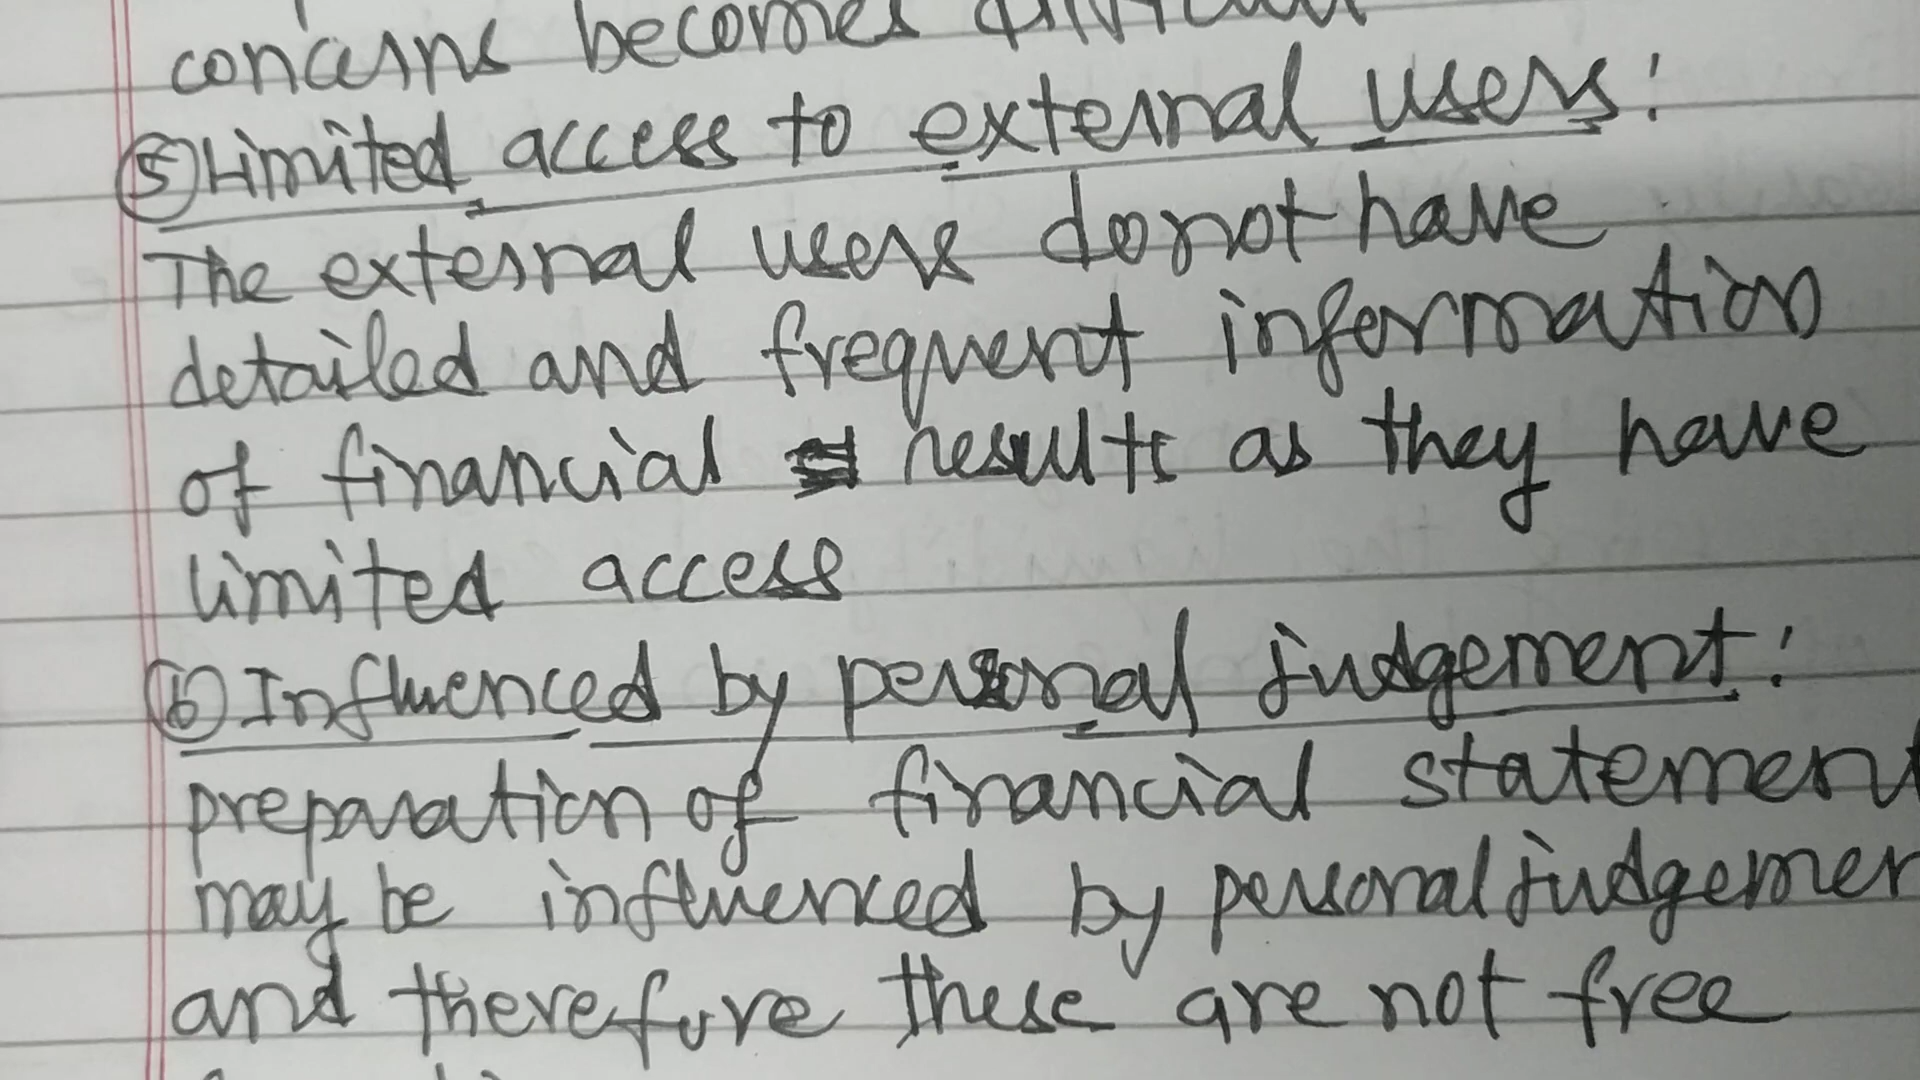 concerns becomes
⑤ Limited access to external users:
The external users do not have
detailed and frequent information
of financial results as they have
limited access
⑥ Influenced by personal judgement:
preparation of financial statement
may be influenced by personal judgemen
and therefore these are not free